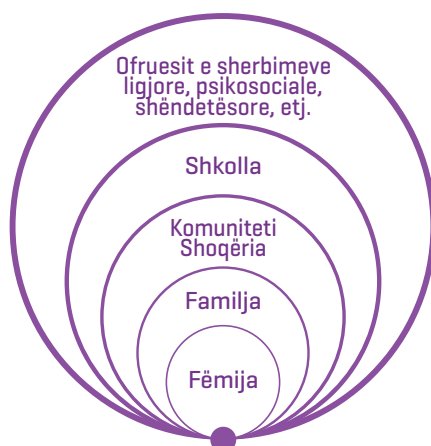 Ofruesit e sherbimeve
ligjore, psikosociale,
shëndetësore, etj.
Shkolla
Komuniteti
Shoqëria
Familja
Fëmija